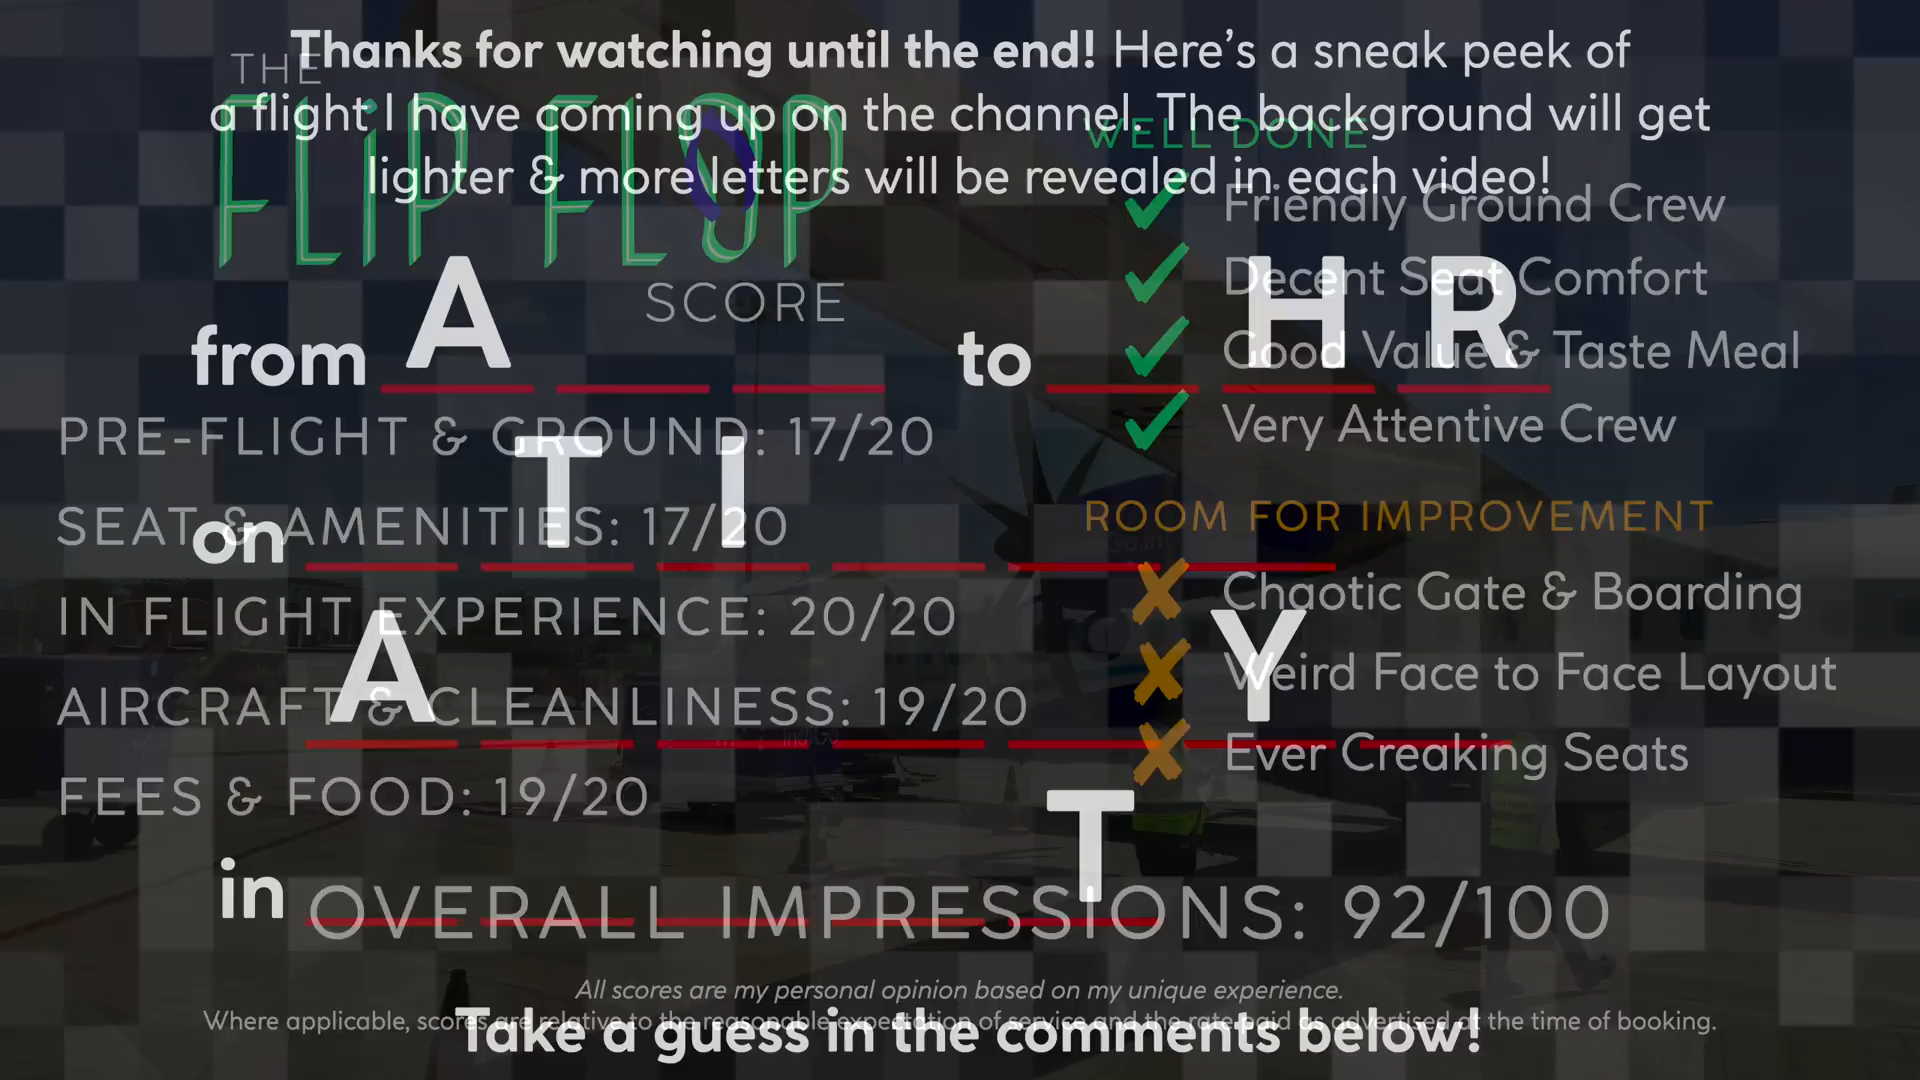 Thanks for watching until the end! Here's a sneak peek of
a flight I have coming up on the channel. The background will get
lighter & more letters will be revealed in each video!
from A to H R
on T I
A Y
in T
Take a guess in the comments below!
THE
FLiP FLOP
SCORE
PRE-FLIGHT & GROUND: 17/20
SEAT & AMENITIES: 17/20
IN FLIGHT EXPERIENCE: 20/20
AIRCRAFT & CLEANLINESS: 19/20
FEES & FOOD: 19/20
WELL DONE
Friendly Ground Crew
Decent Seat Comfort
Good Value & Taste Meal
Very Attentive Crew
ROOM FOR IMPROVEMENT
Chaotic Gate & Boarding
Weird Face to Face Layout
Ever Creaking Seats
OVERALL IMPRESSIONS: 92/100
All scores are my personal opinion based on my unique experience.
Where applicable, scores are relative to the reasonable expectation of service and the rate paid as advertised at the time of booking.
IndiGo